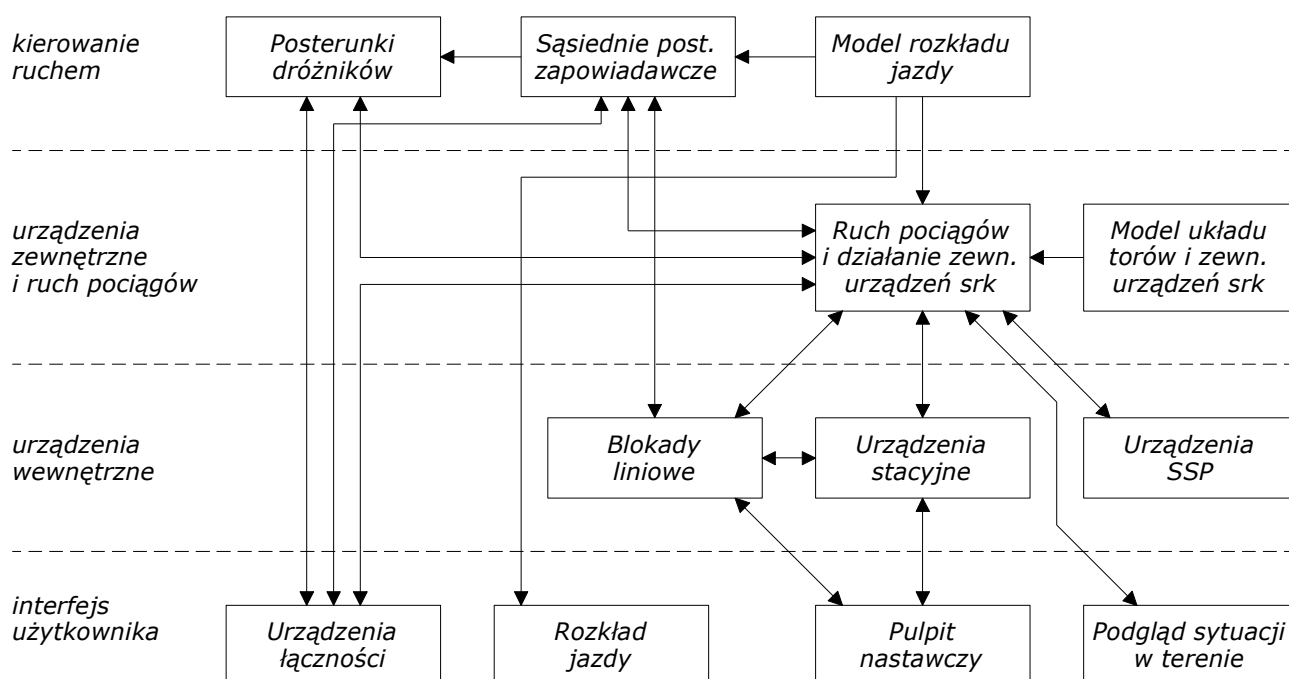 kierowanie
ruchem
Posterunki
dróżników
Sąsiednie post.
zapowiadawcze
Model rozkładu
jazdy
urządzenia
zewnętrzne
i ruch pociągów
Ruch pociągów
i działanie zewn.
urządzeń srk
Model układu
torów i zewn.
urządzeń srk
urządzenia
wewnętrzne
Blokady
liniowe
Urządzenia
stacyjne
Urządzenia
SSP
interfejs
użytkownika
Urządzenia
łączności
Rozkład
jazdy
Pulpit
nastawczy
Podgląd sytuacji
w terenie